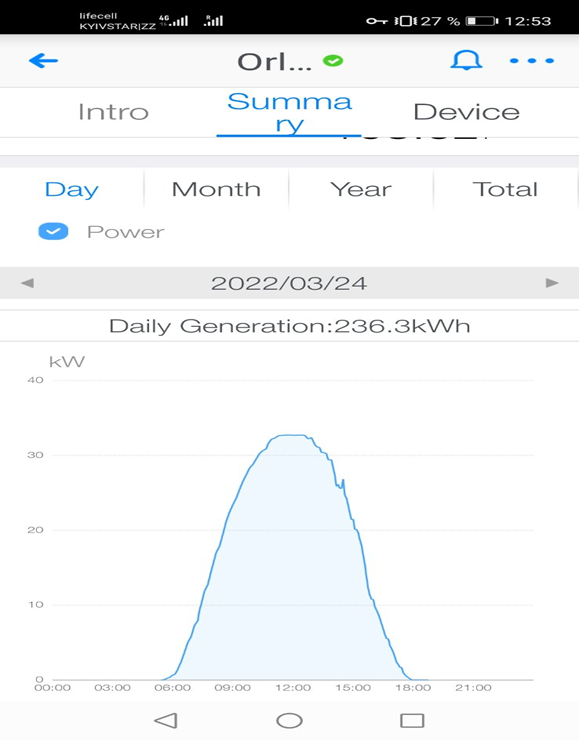 lifecell
KYIVSTAR|ZZ 4G R 27 % 12:53
Orl...
Intro Summa
ry Device
Day Month Year Total
Power
2022/03/24
Daily Generation:236.3kWh
kW
40
30
20
10
0
00:00 03:00 06:00 09:00 12:00 15:00 18:00 21:00